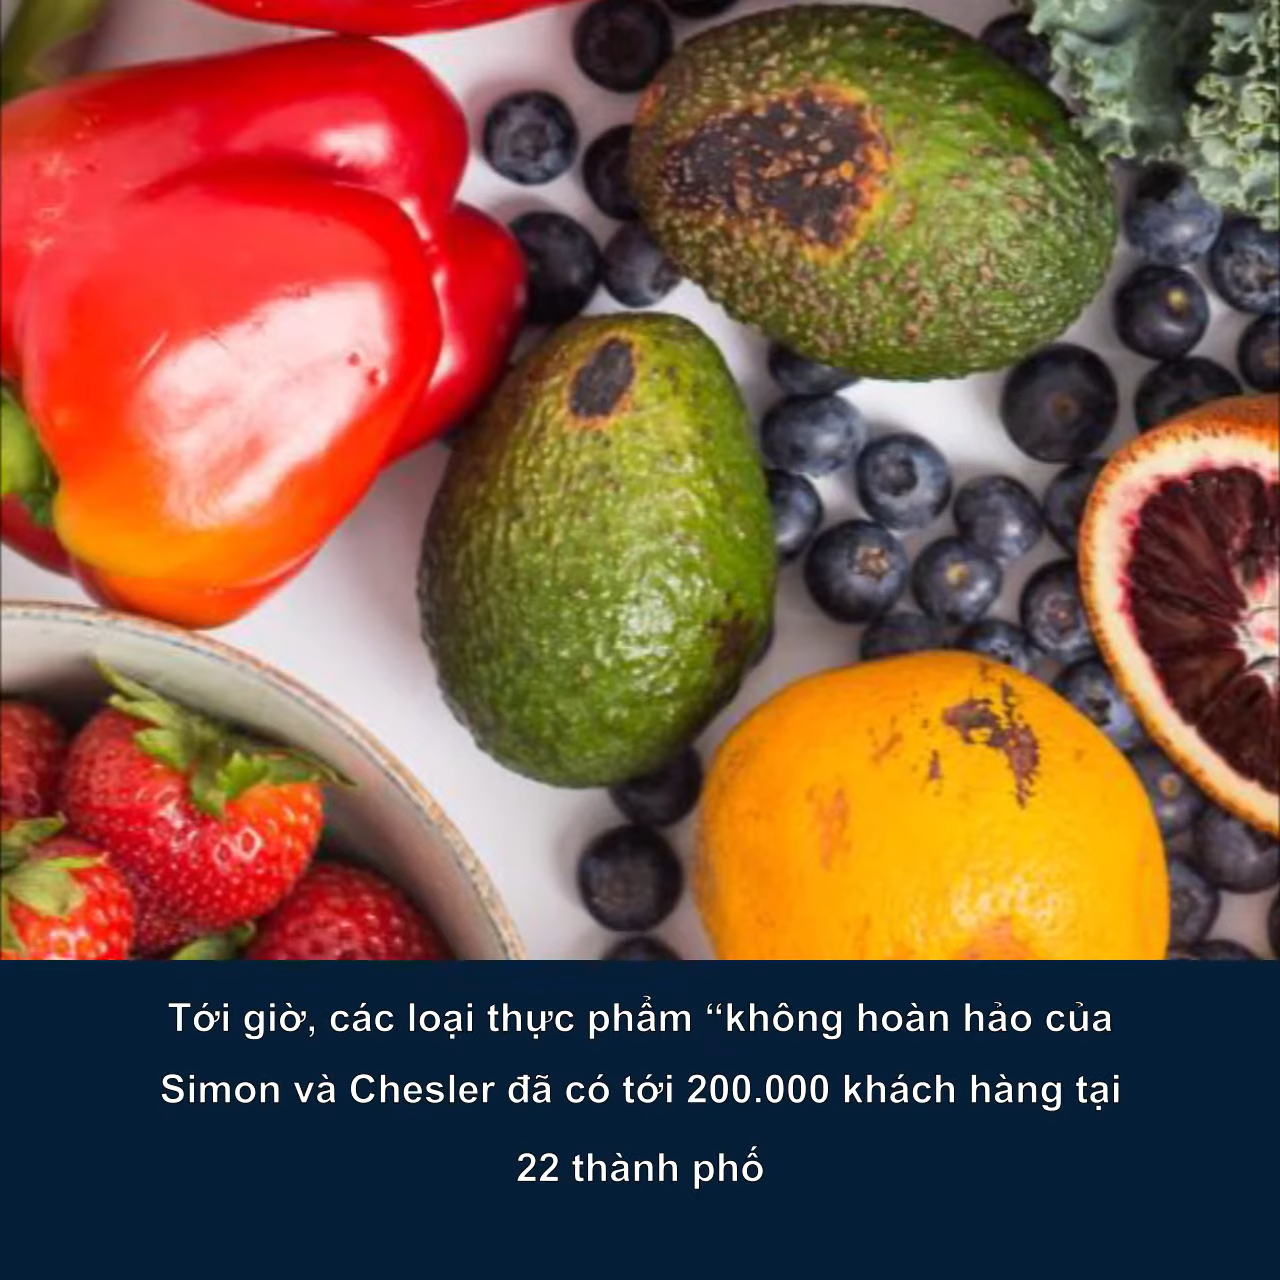 Tới giờ, các loại thực phẩm “không hoàn hảo của
Simon và Chesler đã có tới 200.000 khách hàng tại
22 thành phố